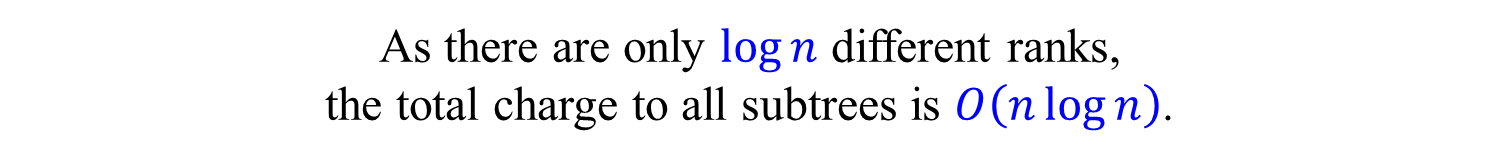 As there are only log n different ranks,
the total charge to all subtrees is O(n log n).